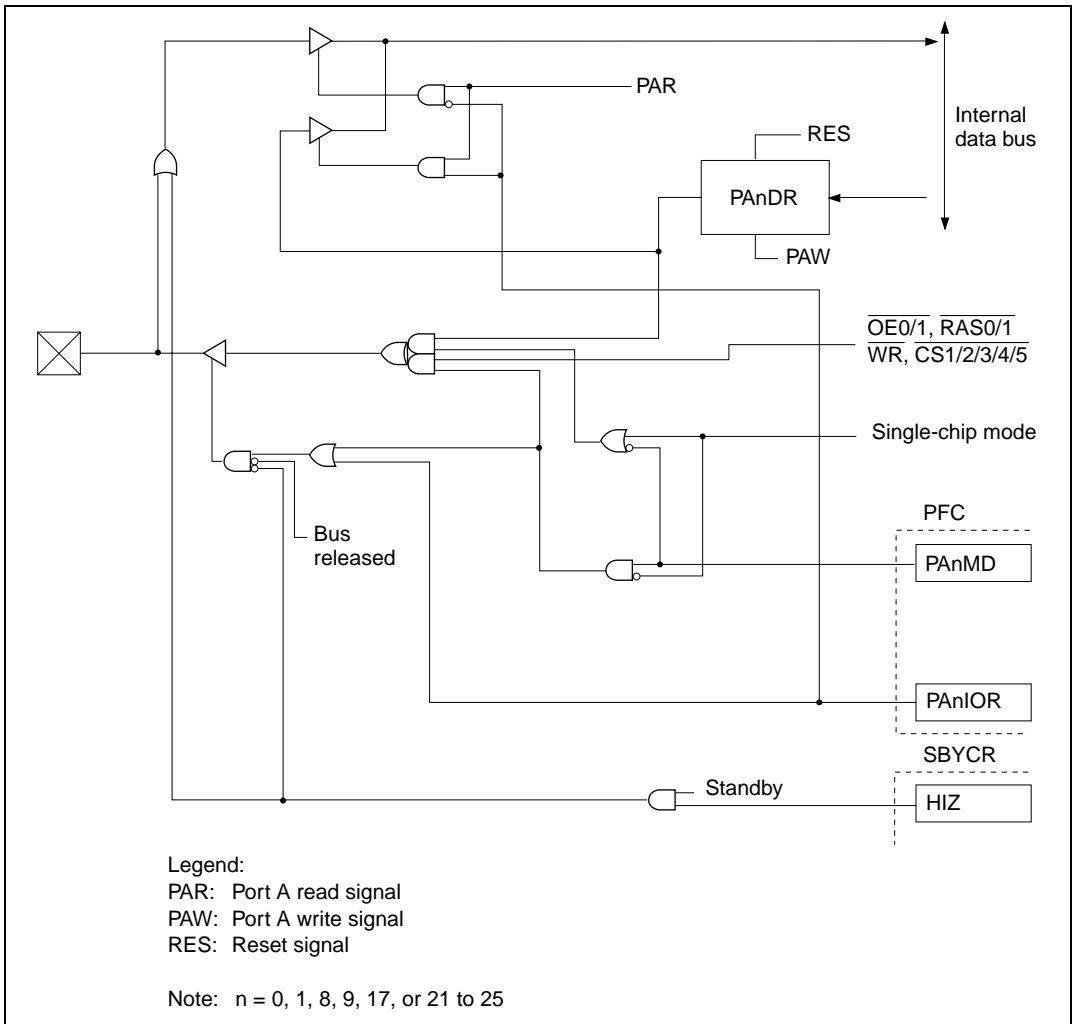 PAR
RES
Internal
data bus
PAnDR
PAW
OE0/1, RAS0/1
WR, CS1/2/3/4/5
Single-chip mode
PFC
Bus
released
PAnMD
PAnIOR
SBYCR
Standby
HIZ
Legend:
PAR: Port A read signal
PAW: Port A write signal
RES: Reset signal
Note: n = 0, 1, 8, 9, 17, or 21 to 25